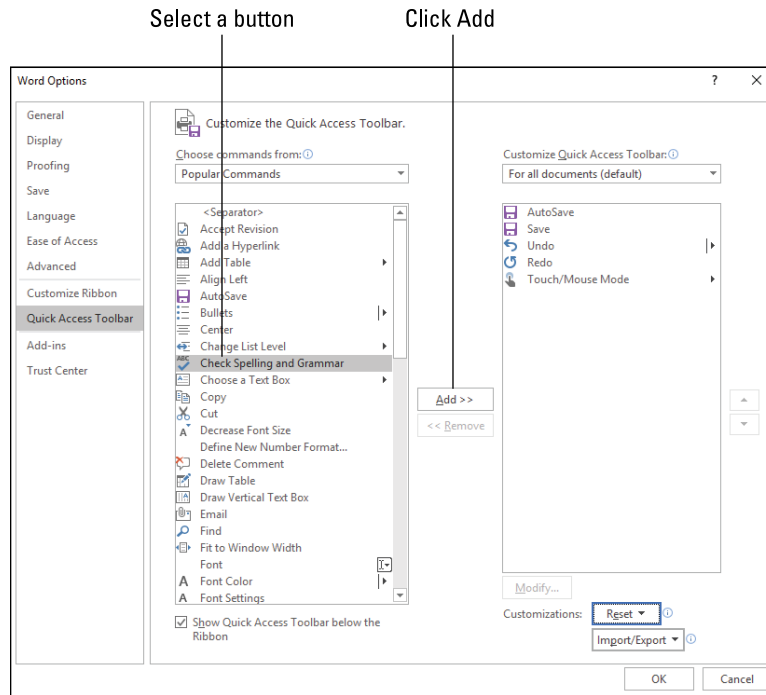 Select a button
Click Add
Word Options
?
General
Display
Proofing
Save
Language
Ease of Access
Advanced
Customize Ribbon
Quick Access Toolbar
Add-ins
Trust Center
Customize the Quick Access Toolbar.
Choose commands from:
Popular Commands
<Separator>
Accept Revision
Add a Hyperlink
Add Table
Align Left
AutoSave
Bullets
Center
Change List Level
ABC Check Spelling and Grammar
Choose a Text Box
Copy
Cut
A Decrease Font Size
Define New Number Format...
Delete Comment
Draw Table
Draw Vertical Text Box
Email
Find
Fit to Window Width
Font
A Font Color
A Font Settings
Show Quick Access Toolbar below the
Ribbon
Add >>
<< Remove
Customize Quick Access Toolbar:
For all documents (default)
AutoSave
Save
Undo
Redo
Touch/Mouse Mode
Modify...
Customizations: Reset
Import/Export
OK Cancel